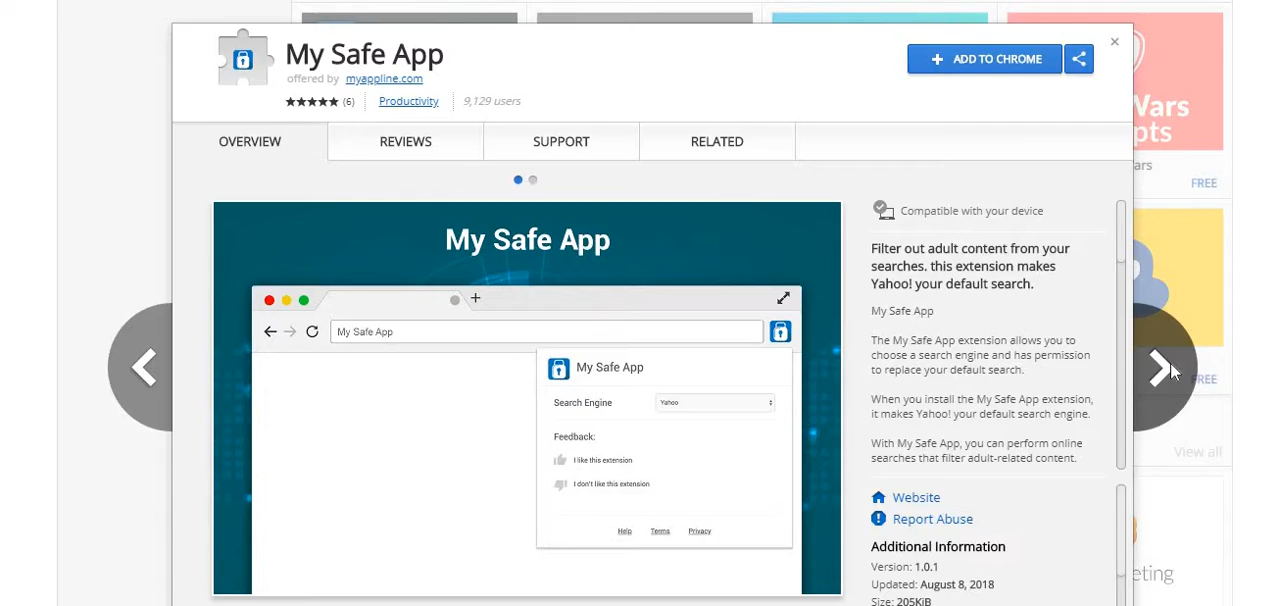 My Safe App
offered by myappline.com
(6) Productivity 9,129 users
ADD TO CHROME
OVERVIEW REVIEWS SUPPORT RELATED
My Safe App
My Safe App
My Safe App
Search Engine Yahoo
Feedback:
I like this extension
I don't like this extension
Help Terms Privacy
Compatible with your device
Filter out adult content from your
searches. this extension makes
Yahoo! your default search.
My Safe App
The My Safe App extension allows you to
choose a search engine and has permission
to replace your default search.
When you install the My Safe App extension,
it makes Yahoo! your default search engine.
With My Safe App, you can perform online
searches that filter adult-related content.
Website
Report Abuse
Additional Information
Version: 1.0.1
Updated: August 8, 2018
Size: 205KiB
Wars
pts
ars
FREE
FREE
View all
eting